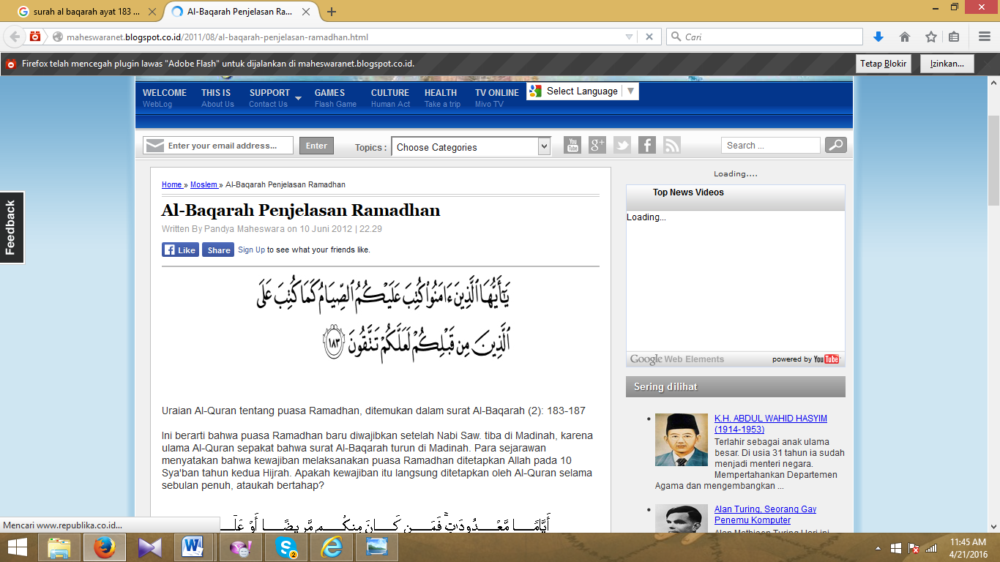 surah al baqarah ayat 183 ...
Al-Baqarah Penjelasan Ra...
maheswaranet.blogspot.co.id/2011/08/al-baqarah-penjelasan-ramadhan.html
Cari
Firefox telah mencegah plugin lawas "Adobe Flash" untuk dijalankan di maheswaranet.blogspot.co.id.
Tetap Blokir
Izinkan...
WELCOME
WebLog
THIS IS
About Us
SUPPORT
Contact Us
GAMES
Flash Game
CULTURE
Human Act
HEALTH
Take a trip
TV ONLINE
Mivo TV
Select Language
Enter your email address...
Enter
Topics :
Choose Categories
You Tube
g+
Search ...
Feedback
Home » Moslem » Al-Baqarah Penjelasan Ramadhan
Al-Baqarah Penjelasan Ramadhan
Written By Pandya Maheswara on 10 Juni 2012 | 22.29
Like
Share
Sign Up to see what your friends like.
يَٰٓأَيُّهَا ٱلَّذِينَ ءَامَنُوا۟ كُتِبَ عَلَيْكُمُ ٱلصِّيَامُ كَمَا كُتِبَ عَلَى
ٱلَّذِينَ مِن قَبْلِكُمْ لَعَلَّكُمْ تَتَّقُونَ ١٨٣
Uraian Al-Quran tentang puasa Ramadhan, ditemukan dalam surat Al-Baqarah (2): 183-187
Ini berarti bahwa puasa Ramadhan baru diwajibkan setelah Nabi Saw. tiba di Madinah, karena
ulama Al-Quran sepakat bahwa surat Al-Baqarah turun di Madinah. Para sejarawan
menyatakan bahwa kewajiban melaksanakan puasa Ramadhan ditetapkan Allah pada 10
Sya'ban tahun kedua Hijrah. Apakah kewajiban itu langsung ditetapkan oleh Al-Quran selama
sebulan penuh, ataukah bertahap?
أَيَّامًا مَّعْدُودَٰتٍ ۚ فَمَن كَانَ مِنكُم مَّرِيضًا أَوْ
Loading....
Top News Videos
Loading...
Google Web Elements
powered by YouTube
Sering dilihat
K.H. ABDUL WAHID HASYIM
(1914-1953)
Terlahir sebagai anak ulama
besar. Di usia 31 tahun ia sudah
menjadi menteri negara.
Mempertahankan Departemen
Agama dan mengembangkan ...
Alan Turing, Seorang Gay
Penemu Komputer
Mencari www.republika.co.id...
2
11:45 AM
4/21/2016